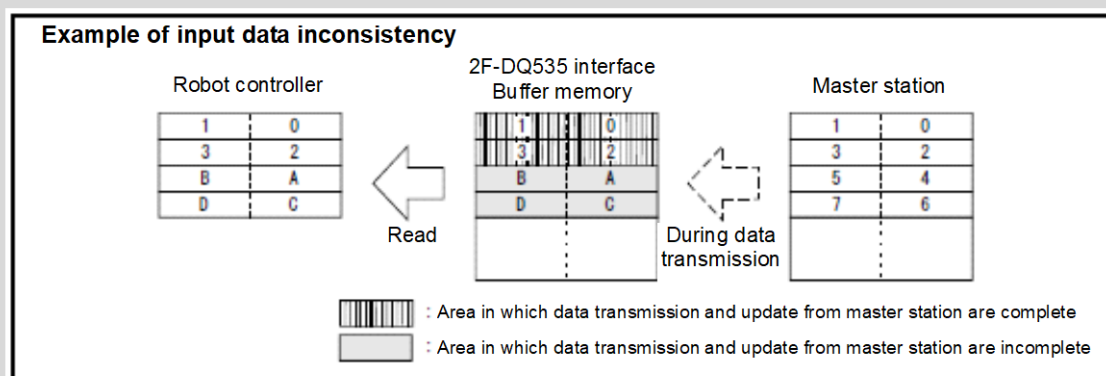 Example of input data inconsistency
Robot controller
2F-DQ535 interface
Buffer memory
Master station
1 0
3 2
B A
D C
1 0
3 2
B A
D C
1 0
3 2
5 4
7 6
Read
During data
transmission
: Area in which data transmission and update from master station are complete
: Area in which data transmission and update from master station are incomplete